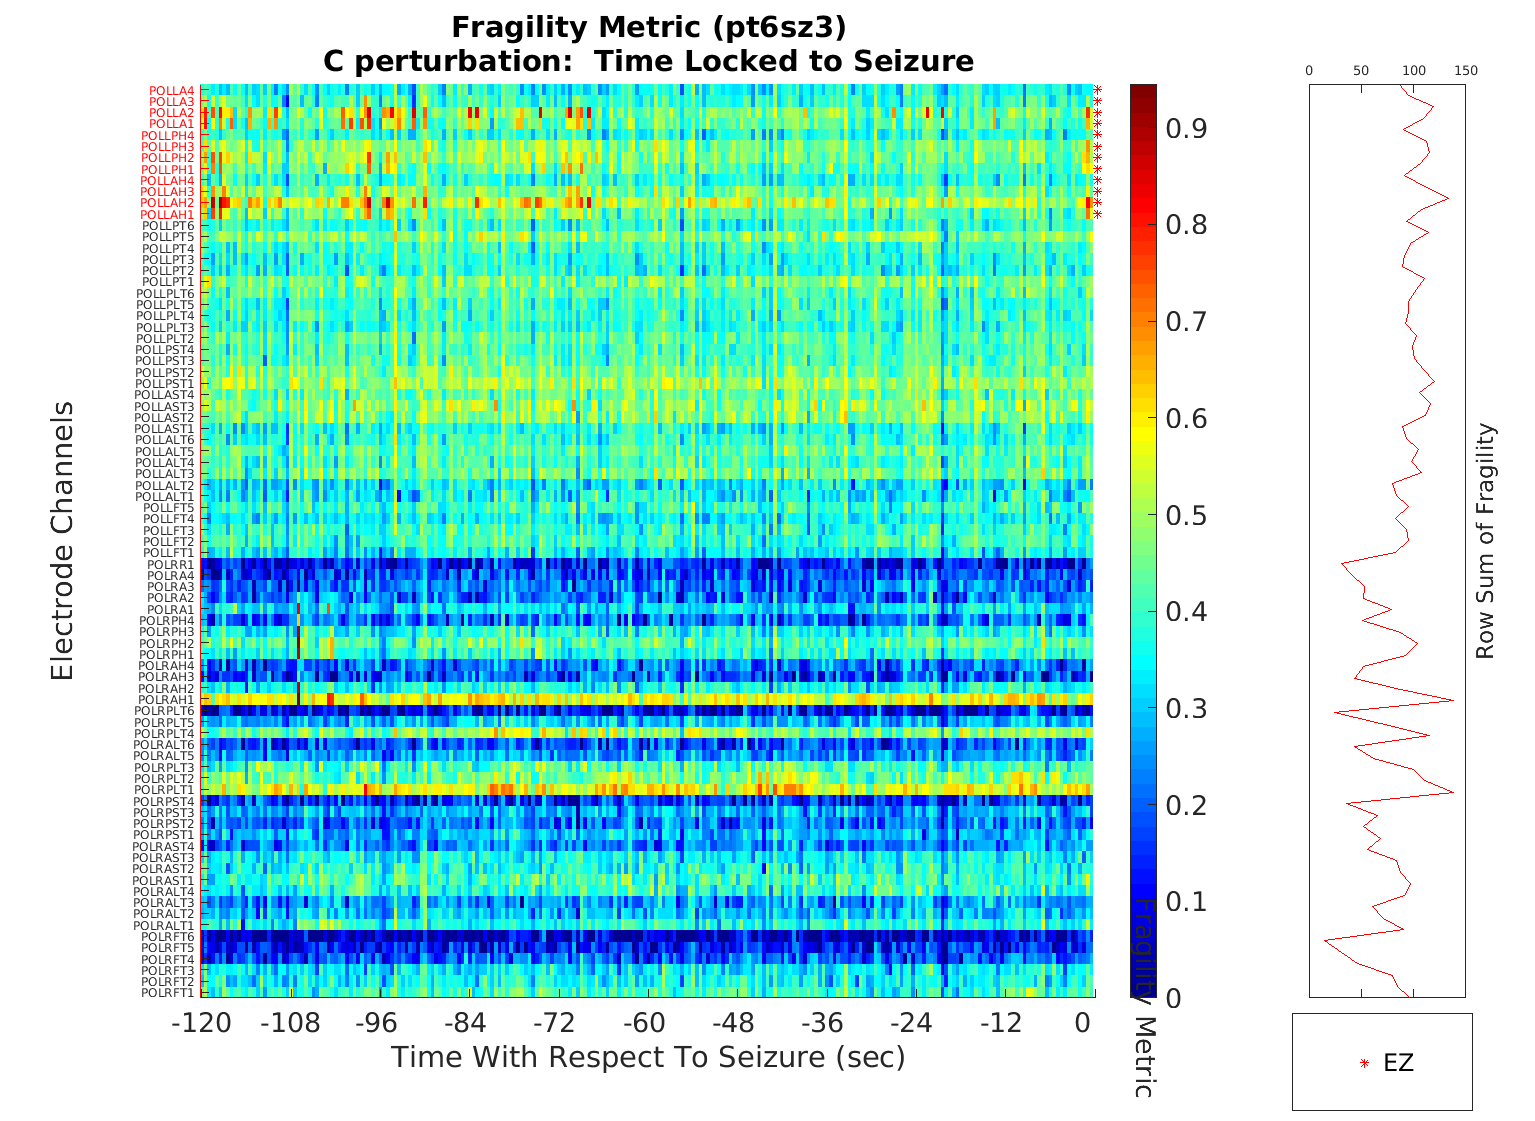 Fragility Metric (pt6sz3)
C perturbation:  Time Locked to Seizure
Electrode Channels
POLLA4
POLLA3
POLLA2
POLLA1
POLLPH4
POLLPH3
POLLPH2
POLLPH1
POLLAH4
POLLAH3
POLLAH2
POLLAH1
POLLPT6
POLLPT5
POLLPT4
POLLPT3
POLLPT2
POLLPT1
POLLPLT6
POLLPLT5
POLLPLT4
POLLPLT3
POLLPLT2
POLLPST4
POLLPST3
POLLPST2
POLLPST1
POLLAST4
POLLAST3
POLLAST2
POLLAST1
POLLALT6
POLLALT5
POLLALT4
POLLALT3
POLLALT2
POLLALT1
POLLFT5
POLLFT4
POLLFT3
POLLFT2
POLLFT1
POLRR1
POLRA4
POLRA3
POLRA2
POLRA1
POLRPH4
POLRPH3
POLRPH2
POLRPH1
POLRAH4
POLRAH3
POLRAH2
POLRAH1
POLRPLT6
POLRPLT5
POLRPLT4
POLRALT6
POLRALT5
POLRPLT3
POLRPLT2
POLRPLT1
POLRPST4
POLRPST3
POLRPST2
POLRPST1
POLRAST4
POLRAST3
POLRAST2
POLRAST1
POLRALT4
POLRALT3
POLRALT2
POLRALT1
POLRFT6
POLRFT5
POLRFT4
POLRFT3
POLRFT2
POLRFT1
-120 -108 -96 -84 -72 -60 -48 -36 -24 -12 0
Time With Respect To Seizure (sec)
0.9
0.8
0.7
0.6
0.5
0.4
0.3
0.2
0.1
0
Fragility Metric
0 50 100 150
Row Sum of Fragility
EZ